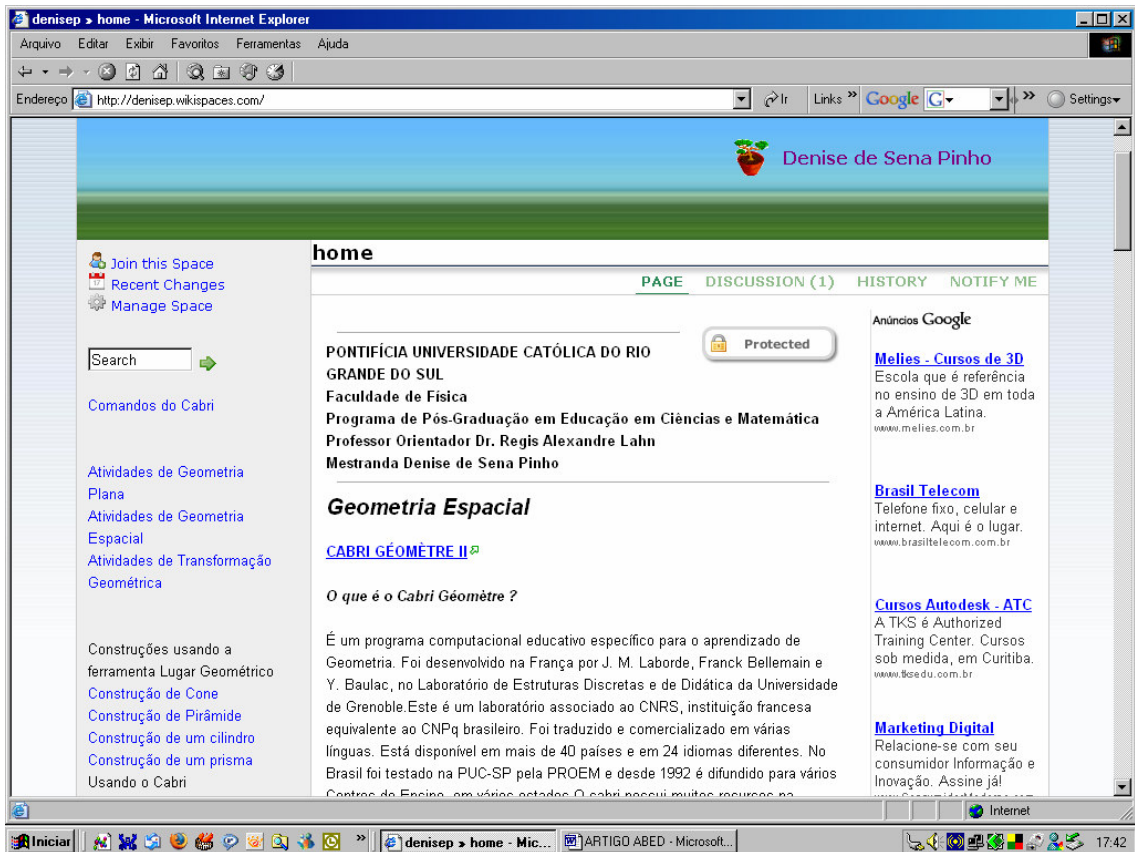 denisep » home - Microsoft Internet Explorer
Arquivo Editar Exibir Favoritos Ferramentas Ajuda
Endereço http://denisep.wikispaces.com/ Ir Links » Google G » Settings
Denise de Sena Pinho
Join this Space
Recent Changes
Manage Space
Search
Comandos do Cabri
Atividades de Geometria
Plana
Atividades de Geometria
Espacial
Atividades de Transformação
Geométrica
Construções usando a
ferramenta Lugar Geométrico
Construção de Cone
Construção de Pirâmide
Construção de um cilindro
Construção de um prisma
Usando o Cabri
home
PAGE DISCUSSION (1) HISTORY NOTIFY ME
Protected
PONTIFÍCIA UNIVERSIDADE CATÓLICA DO RIO
GRANDE DO SUL
Faculdade de Física
Programa de Pós-Graduação em Educação em Ciências e Matemática
Professor Orientador Dr. Regis Alexandre Lahn
Mestranda Denise de Sena Pinho
Geometria Espacial
CABRI GÉOMÈTRE II
O que é o Cabri Géomètre ?
É um programa computacional educativo específico para o aprendizado de
Geometria. Foi desenvolvido na França por J. M. Laborde, Franck Bellemain e
Y. Baulac, no Laboratório de Estruturas Discretas e de Didática da Universidade
de Grenoble.Este é um laboratório associado ao CNRS, instituição francesa
equivalente ao CNPq brasileiro. Foi traduzido e comercializado em várias
línguas. Está disponível em mais de 40 países e em 24 idiomas diferentes. No
Brasil foi testado na PUC-SP pela PROEM e desde 1992 é difundido para vários
Centros de Ensino, em vários estados.O cabri possui muitos recursos na
Anúncios Google
Melies - Cursos de 3D
Escola que é referência
no ensino de 3D em toda
a América Latina.
www.melies.com.br
Brasil Telecom
Telefone fixo, celular e
internet. Aqui é o lugar.
www.brasiltelecom.com.br
Cursos Autodesk - ATC
A TKS é Authorized
Training Center. Cursos
sob medida, em Curitiba.
www.tksedu.com.br
Marketing Digital
Relacione-se com seu
consumidor Informação e
Inovação. Assine já!
Internet
Iniciar » denisep » home - Mic... ARTIGO ABED - Microsoft... 17:42